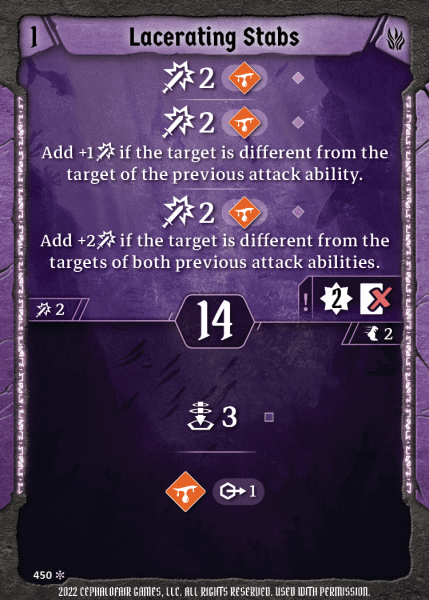 1
Lacerating Stabs
2
2
Add +1 if the target is different from the
target of the previous attack ability.
2
Add +2 if the target is different from the
targets of both previous attack abilities.
2
! 2
14
2
3
1
450
2022 CEPHALOFAIR GAMES, LLC. ALL RIGHTS RESERVED. USED WITH PERMISSION.